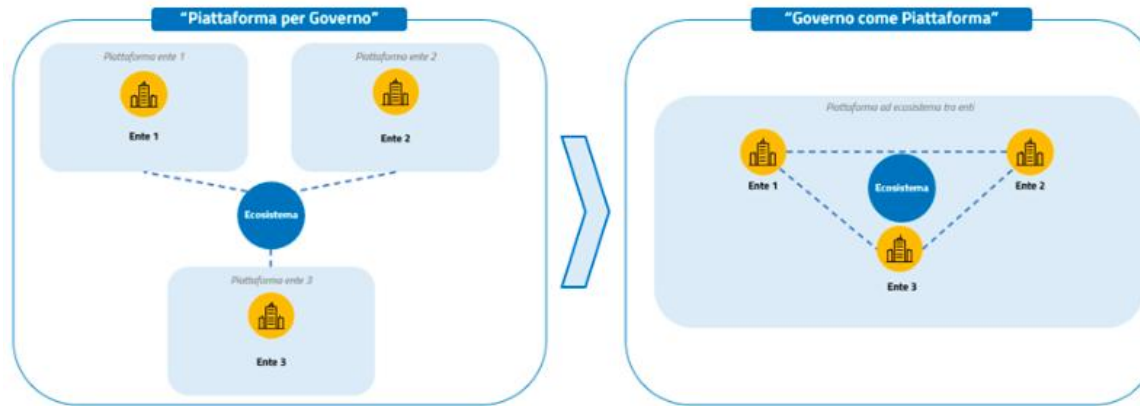 "Piattaforma per Governo"
Piattaforma ente 1
Ente 1
Piattaforma ente 2
Ente 2
Ecosistema
Piattaforma ente 3
Ente 3
"Governo come Piattaforma"
Piattaforma ad ecosistema tra enti
Ente 1
Ecosistema
Ente 2
Ente 3